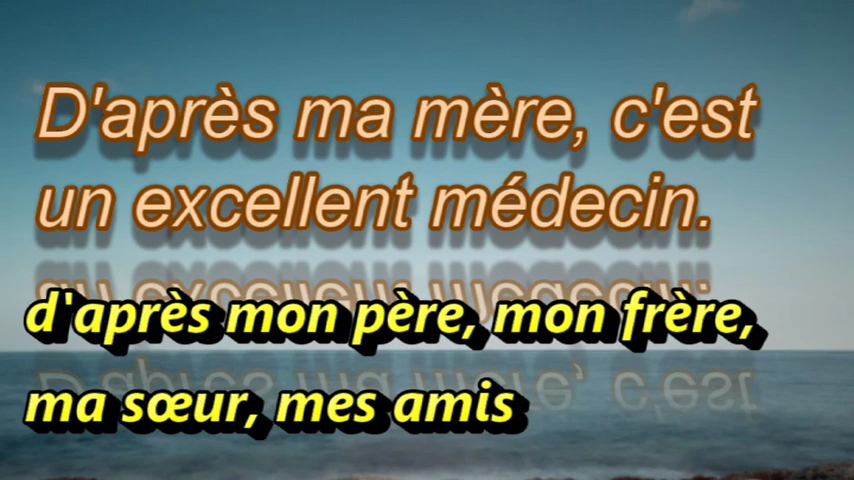 D'après ma mère, c'est
un excellent médecin.
d'après mon père, mon frère,
ma sœur, mes amis